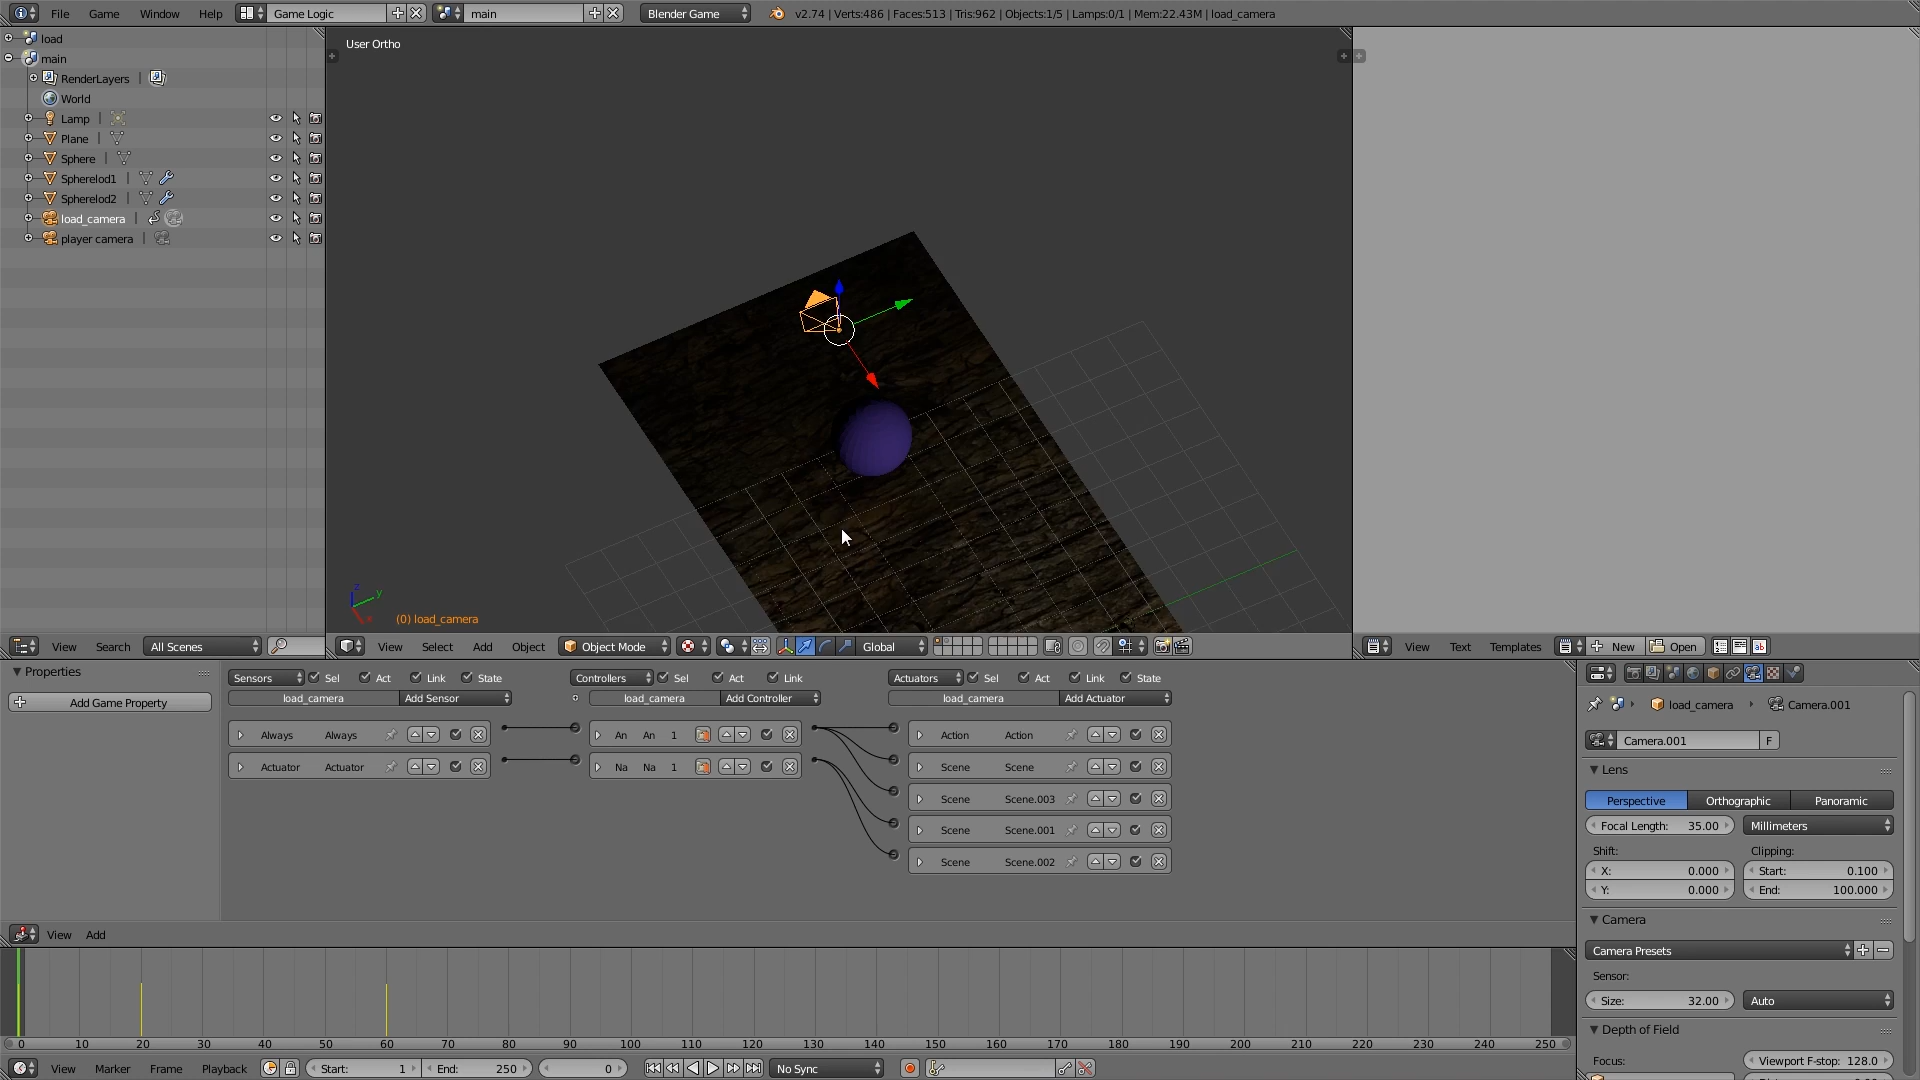 File Game Window Help Game Logic main Blender Game v2.74 | Verts:486 | Faces:513 | Tris:962 | Objects:1/5 | Lamps:0/1 | Mem:22.43M | load_camera
load
main
RenderLayers
World
Lamp
Plane
Sphere
Spherelod1
Spherelod2
load_camera
player camera
View Search All Scenes
User Ortho
z
y
x
(0) load_camera
View Select Add Object Object Mode Global
View Text Templates New Open
Properties
Add Game Property
Sensors Sel Act Link State
load_camera Add Sensor
Always Always
Actuator Actuator
Controllers Sel Act Link
load_camera Add Controller
An An 1
Na Na 1
Actuators Sel Act Link State
load_camera Add Actuator
Action Action
Scene Scene
Scene Scene.003
Scene Scene.001
Scene Scene.002
View Add
load_camera Camera.001
Camera.001 F
Lens
Perspective Orthographic Panoramic
Focal Length: 35.00 Millimeters
Shift: Clipping:
X: 0.000 Start: 0.100
Y: 0.000 End: 100.000
Camera
Camera Presets
Sensor:
Size: 32.00 Auto
Depth of Field
Focus: Viewport F-stop: 128.0
0 10 20 30 40 50 60 70 80 90 100 110 120 130 140 150 160 170 180 190 200 210 220 230 240 250
View Marker Frame Playback Start: 1 End: 250 0 No Sync